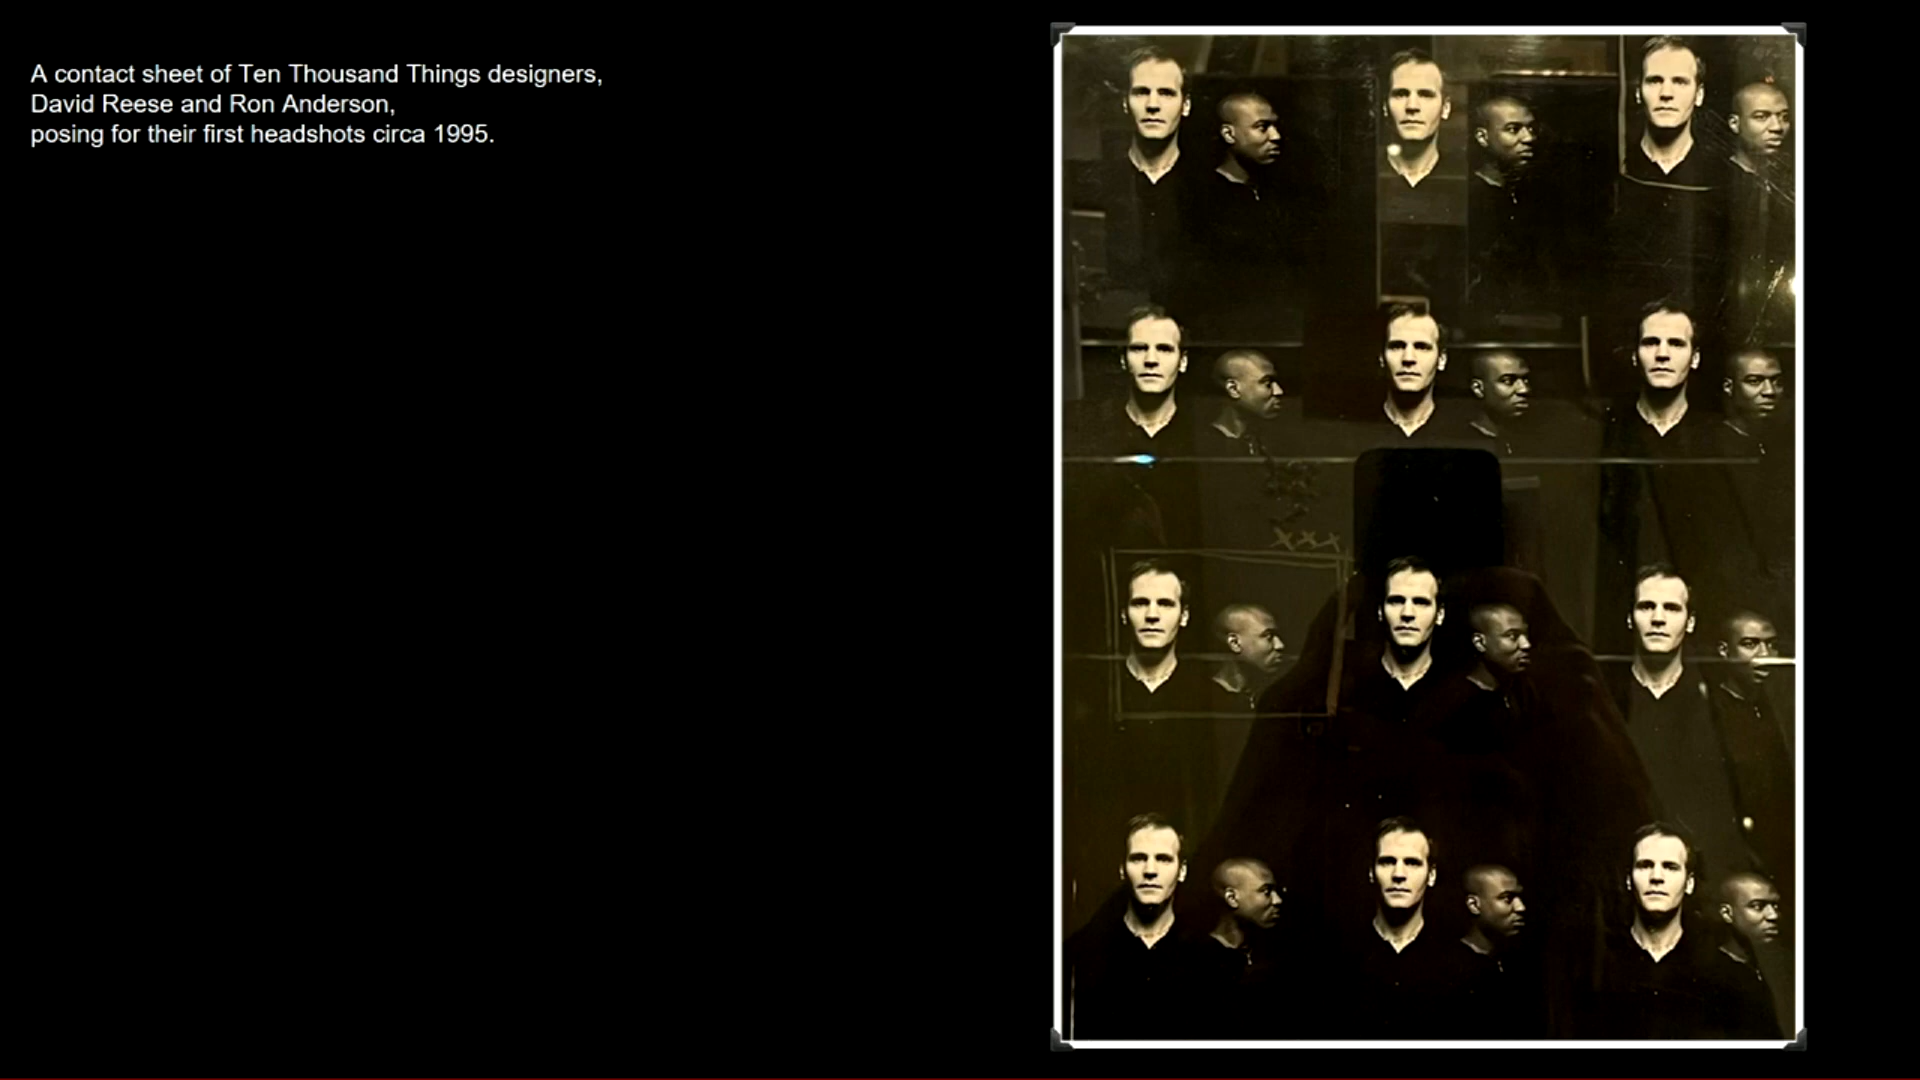 A contact sheet of Ten Thousand Things designers,
David Reese and Ron Anderson,
posing for their first headshots circa 1995.
XXX